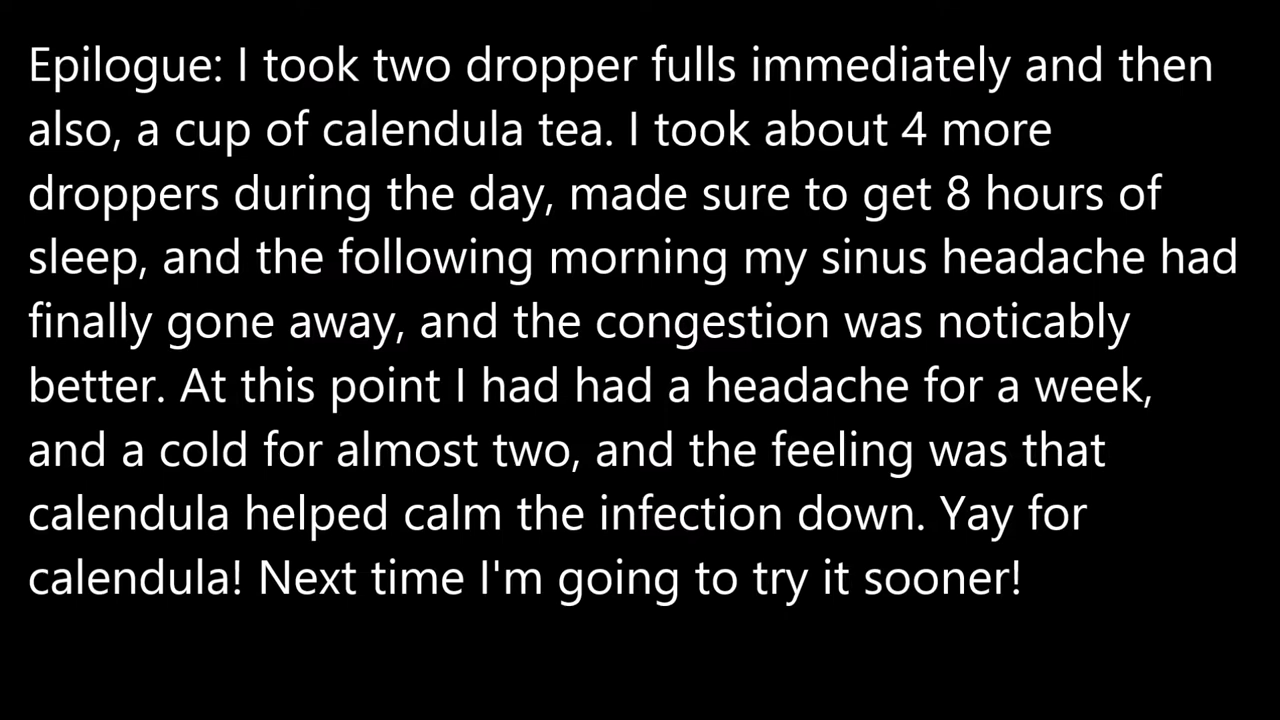 Epilogue: I took two dropper fulls immediately and then
also, a cup of calendula tea. I took about 4 more
droppers during the day, made sure to get 8 hours of
sleep, and the following morning my sinus headache had
finally gone away, and the congestion was noticably
better. At this point I had had a headache for a week,
and a cold for almost two, and the feeling was that
calendula helped calm the infection down. Yay for
calendula! Next time I'm going to try it sooner!